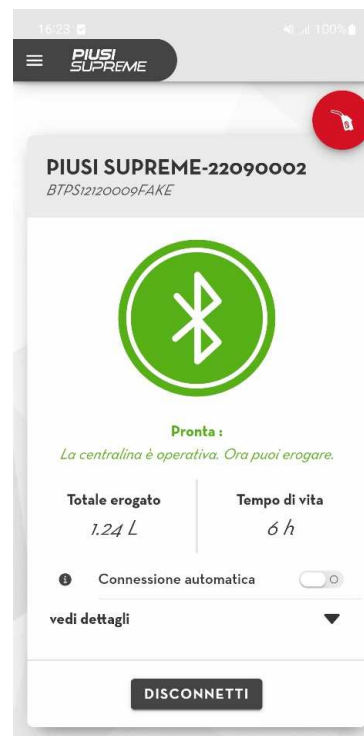 16:23
100%
PIUSI
SUPREME
PIUSI SUPREME-22090002
BTPS12120009FAKE
Pronta :
La centralina è operativa. Ora puoi erogare.
Totale erogato
Tempo di vita
1.24 L
6 h
Connessione automatica
vedi dettagli
DISCONNETTI